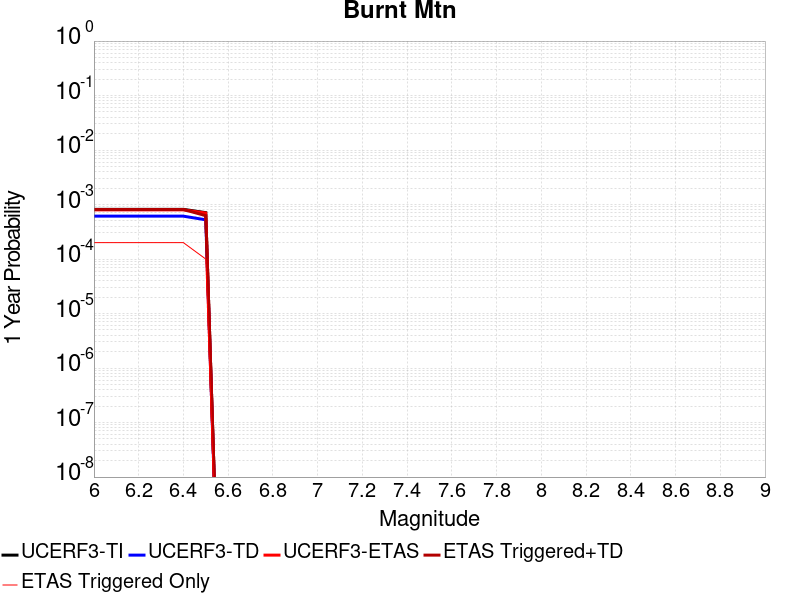 Burnt Mtn
10^0
10^-1
10^-2
10^-3
10^-4
10^-5
10^-6
10^-7
10^-8
1 Year Probability
6 6.2 6.4 6.6 6.8 7 7.2 7.4 7.6 7.8 8 8.2 8.4 8.6 8.8 9
Magnitude
UCERF3-TI UCERF3-TD UCERF3-ETAS ETAS Triggered+TD
ETAS Triggered Only